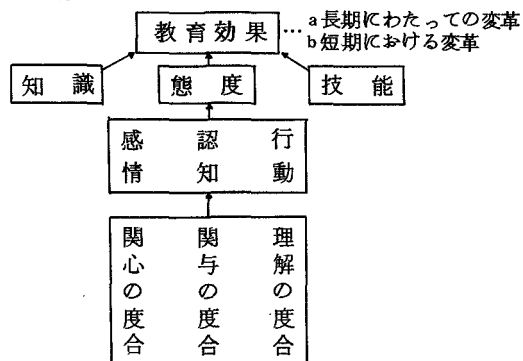 教育効果…a長期にわたっての変革
b短期における変革
知識 態度 技能
感情 認知 行動
関心の度合 関与の度合 理解の度合